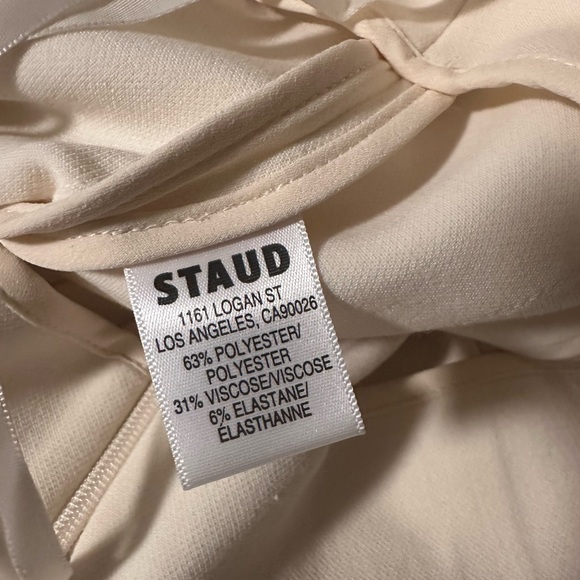 STAUD
1161 LOGAN ST
LOS ANGELES, CA90026
63% POLYESTER/
POLYESTER
31% VISCOSE/VISCOSE
6% ELASTANE/
ELASTHANNE